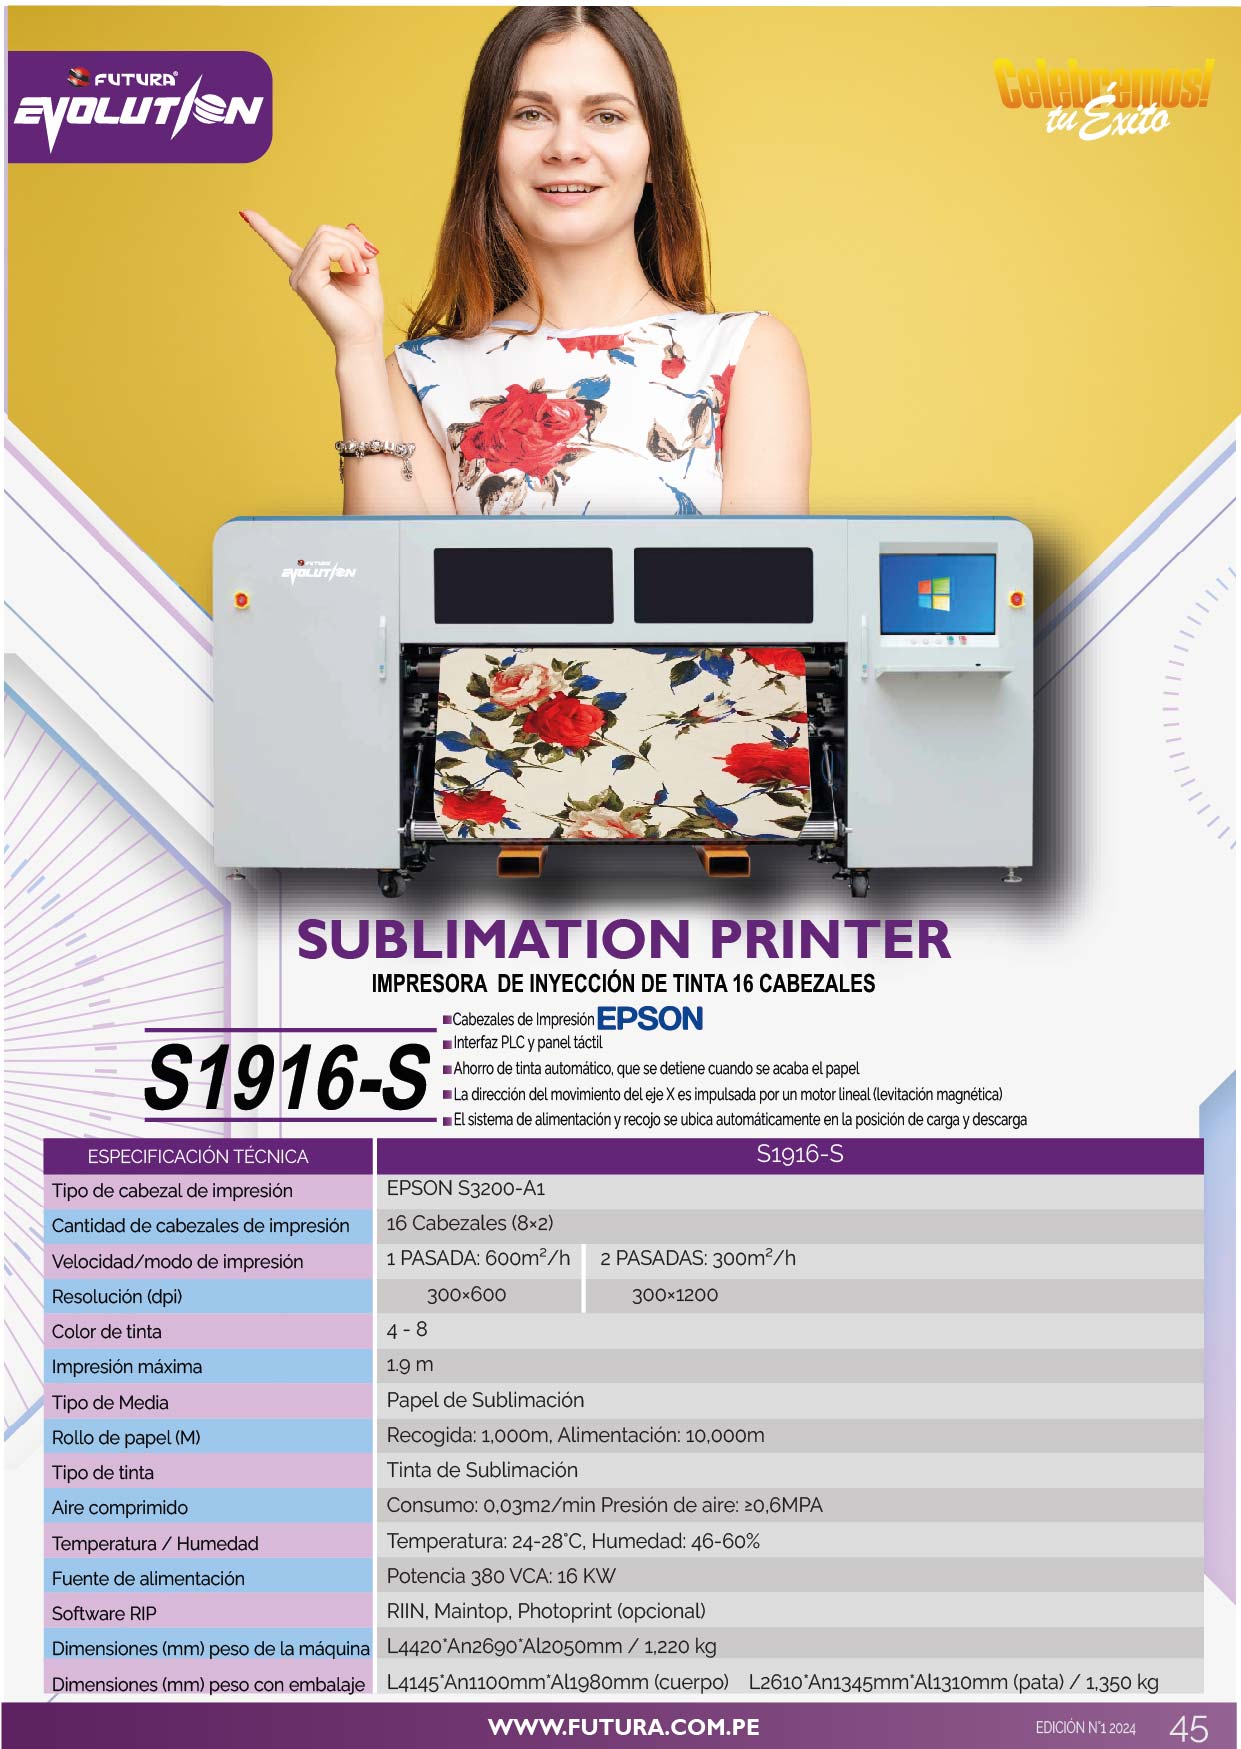 FUTURA®
EVOLUTION
Celebremos!
tu Éxito
FUTURA
EVOLUTION
SUBLIMATION PRINTER
IMPRESORA DE INYECCIÓN DE TINTA 16 CABEZALES
S1916-S
Cabezales de Impresión EPSON
Interfaz PLC y panel táctil
Ahorro de tinta automático, que se detiene cuando se acaba el papel
La dirección del movimiento del eje X es impulsada por un motor lineal (levitación magnética)
El sistema de alimentación y recojo se ubica automáticamente en la posición de carga y descarga
ESPECIFICACIÓN TÉCNICA S1916-S
Tipo de cabezal de impresión EPSON S3200-A1
Cantidad de cabezales de impresión 16 Cabezales (8×2)
Velocidad/modo de impresión 1 PASADA: 600m²/h 2 PASADAS: 300m²/h
Resolución (dpi) 300×600 300×1200
Color de tinta 4 - 8
Impresión máxima 1.9 m
Tipo de Media Papel de Sublimación
Rollo de papel (M) Recogida: 1,000m, Alimentación: 10,000m
Tipo de tinta Tinta de Sublimación
Aire comprimido Consumo: 0,03m2/min Presión de aire: ≥0,6MPA
Temperatura / Humedad Temperatura: 24-28°C, Humedad: 46-60%
Fuente de alimentación Potencia 380 VCA: 16 KW
Software RIP RIIN, Maintop, Photoprint (opcional)
Dimensiones (mm) peso de la máquina L4420*An2690*Al2050mm / 1,220 kg
Dimensiones (mm) peso con embalaje L4145*An1100mm*Al1980mm (cuerpo) L2610*An1345mm*Al1310mm (pata) / 1,350 kg
WWW.FUTURA.COM.PE
EDICIÓN N°1 2024 45